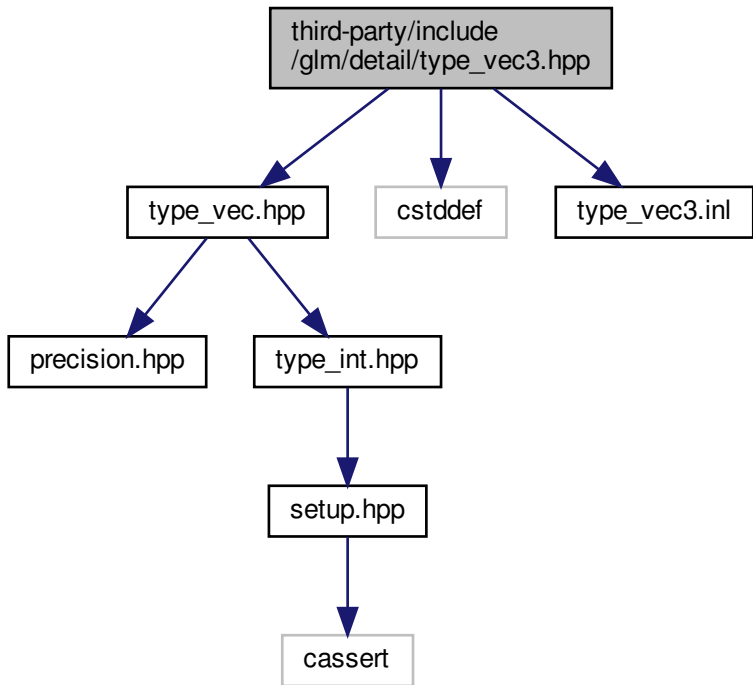 third-party/include
/glm/detail/type_vec3.hpp
type_vec.hpp
cstddef
type_vec3.inl
precision.hpp
type_int.hpp
setup.hpp
cassert